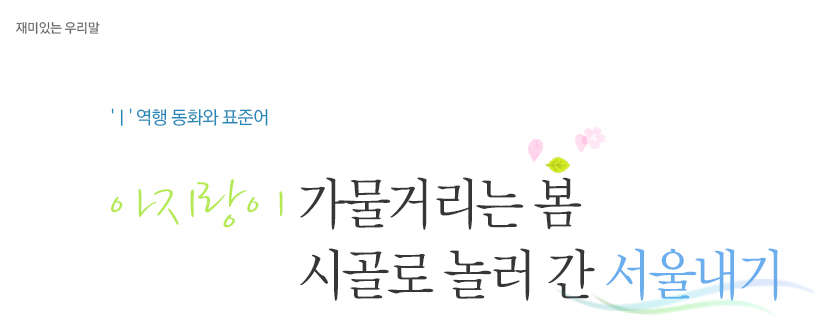 재미있는 우리말
'ㅣ' 역행 동화와 표준어
아지랑이 가물거리는 봄
시골로 놀러 간 서울내기